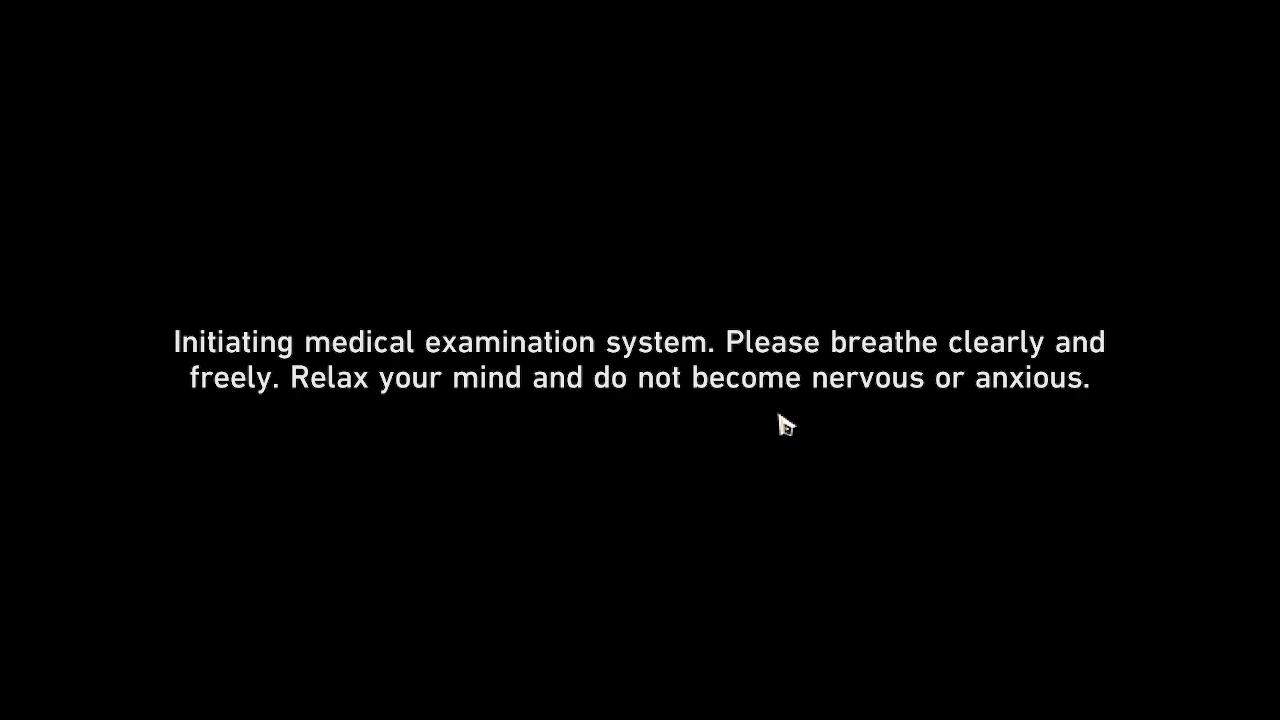 Initiating medical examination system. Please breathe clearly and
freely. Relax your mind and do not become nervous or anxious.